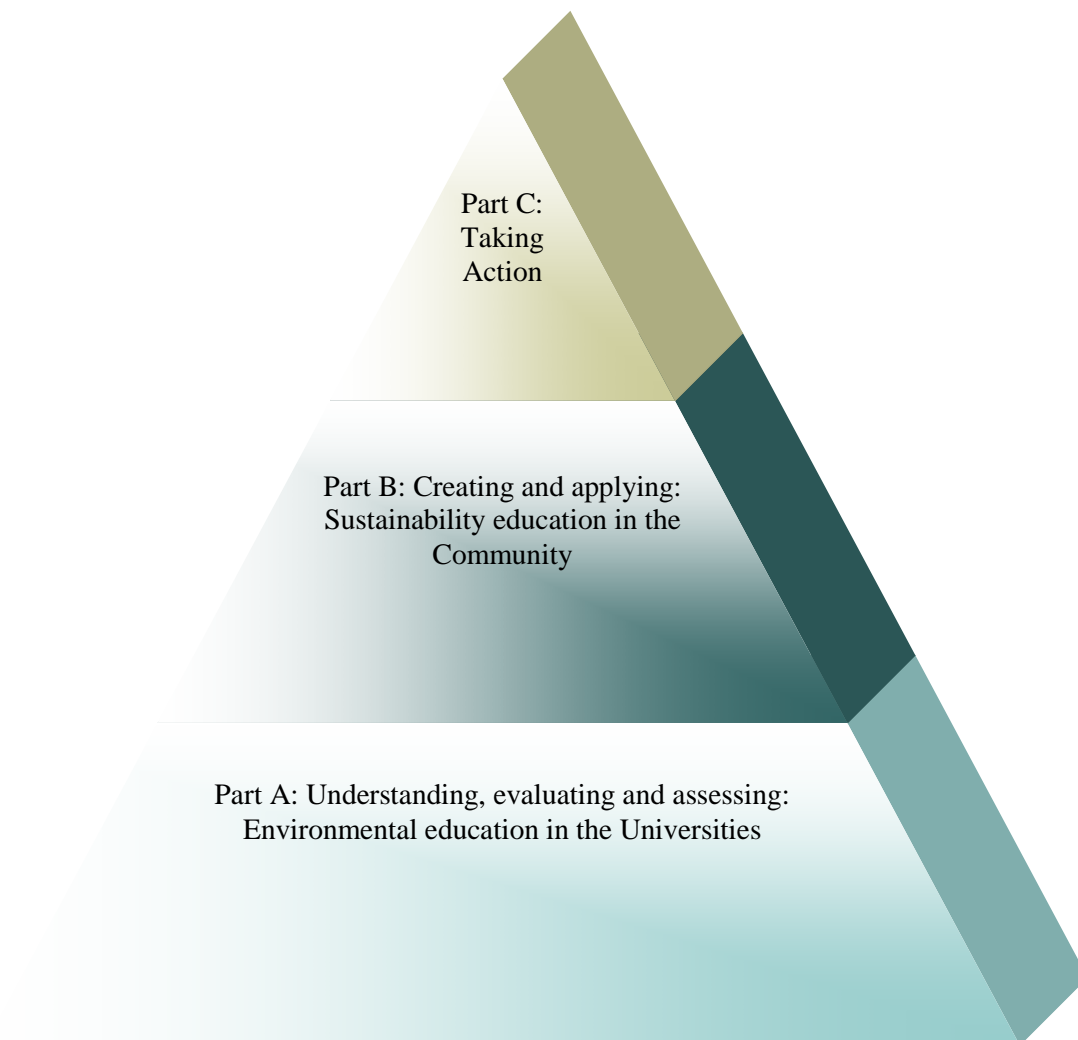 Part C:
Taking
Action
Part B: Creating and applying:
Sustainability education in the
Community
Part A: Understanding, evaluating and assessing:
Environmental education in the Universities